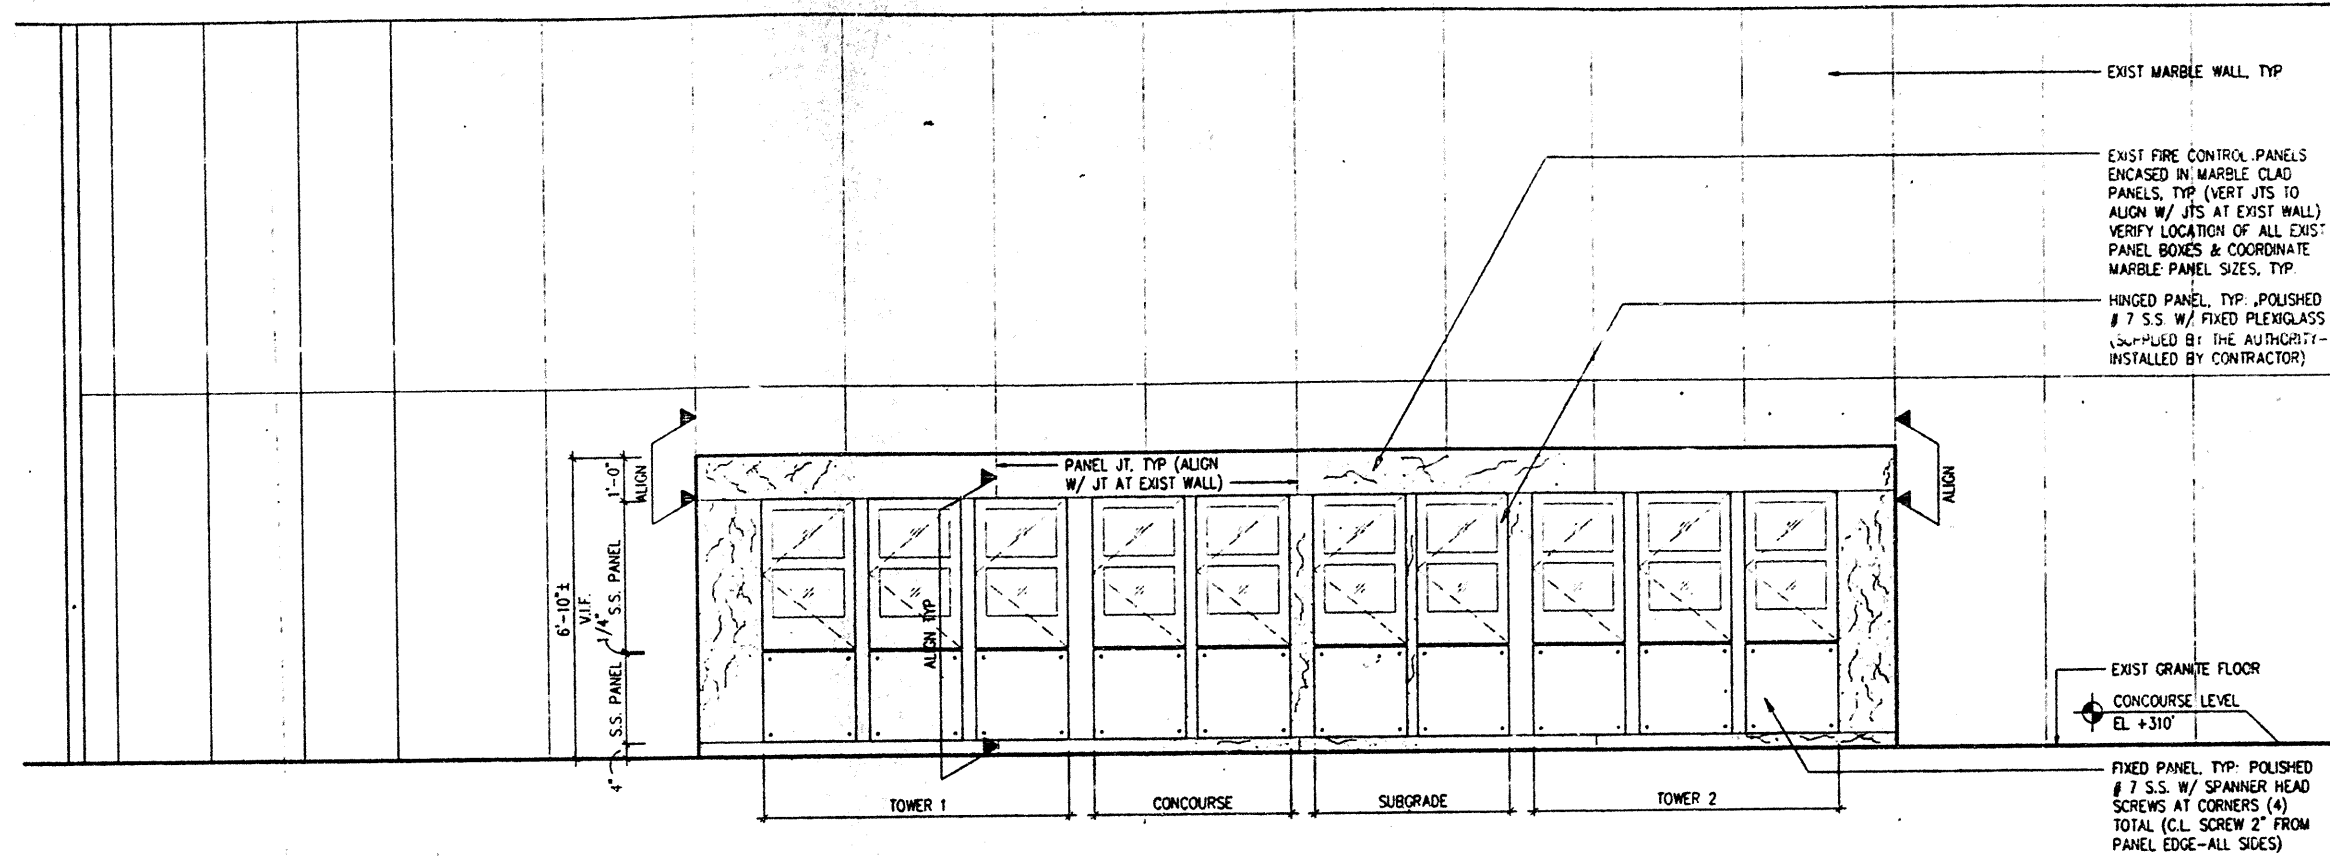 EXIST MARBLE WALL, TYP
EXIST FIRE CONTROL PANELS
ENCASED IN MARBLE CLAD
PANELS, TYP (VERT JTS TO
ALIGN W/ JTS AT EXIST WALL)
VERIFY LOCATION OF ALL EXIST
PANEL BOXES & COORDINATE
MARBLE PANEL SIZES, TYP.
HINGED PANEL, TYP: POLISHED
# 7 S.S. W/ FIXED PLEXIGLASS
(SUPPLIED BY THE AUTHORITY-
INSTALLED BY CONTRACTOR)
ALIGN
ALIGN
PANEL JT, TYP (ALIGN
W/ JT AT EXIST WALL)
1'-0"
6'-10"±
V.I.F.
1/4"
S.S. PANEL
S.S. PANEL
4"
ALIGN TYP
EXIST GRANITE FLOOR
CONCOURSE LEVEL
EL +310'
TOWER 1
CONCOURSE
SUBGRADE
TOWER 2
FIXED PANEL, TYP: POLISHED
# 7 S.S. W/ SPANNER HEAD
SCREWS AT CORNERS (4)
TOTAL (C.L. SCREW 2" FROM
PANEL EDGE-ALL SIDES)